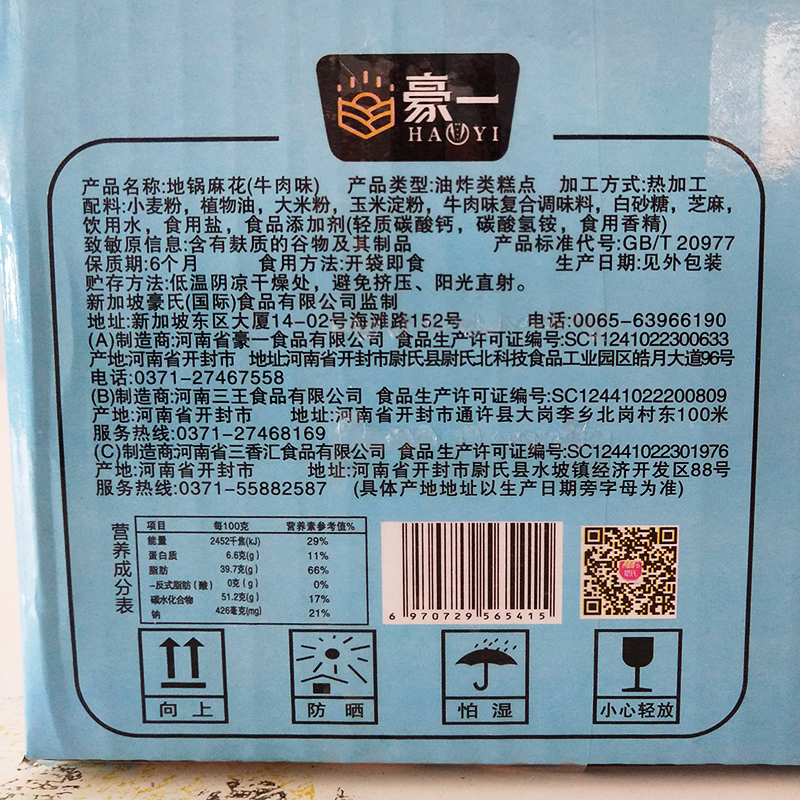 豪一
HAOYI
产品名称:地锅麻花(牛肉味) 产品类型:油炸类糕点 加工方式:热加工
配料:小麦粉，植物油，大米粉，玉米淀粉，牛肉味复合调味料，白砂糖，芝麻，
饮用水，食用盐，食品添加剂(轻质碳酸钙，碳酸氢铵，食用香精)
致敏原信息:含有麸质的谷物及其制品 产品标准代号:GB/T 20977
保质期:6个月 食用方法:开袋即食 生产日期:见外包装
贮存方法:低温阴凉干燥处，避免挤压、阳光直射。
新加坡豪氏(国际)食品有限公司监制
地址:新加坡东区大厦14-02号海滩路152号 电话:0065-63966190
(A)制造商:河南省豪一食品有限公司 食品生产许可证编号:SC11241022300633
产地:河南省开封市 地址:河南省开封市尉氏县尉氏北科技食品工业园区皓月大道96号
电话:0371-27467558
(B)制造商:河南三王食品有限公司 食品生产许可证编号:SC12441022200809
产地:河南省开封市 地址:河南省开封市通许县大岗李乡北岗村东100米
服务热线:0371-27468169
(C)制造商:河南省三香汇食品有限公司 食品生产许可证编号:SC12441022301976
产地:河南省开封市 地址:河南省开封市尉氏县水坡镇经济开发区88号
服务热线:0371-55882587 (具体产地地址以生产日期旁字母为准)
营养成分表
项目 每100克 营养素参考值%
能量 2452千焦(kJ) 29%
蛋白质 6.6克(g) 11%
脂肪 39.7克(g) 66%
-反式脂肪(酸) 0克(g) 0%
碳水化合物 51.2克(g) 17%
钠 426毫克(mg) 21%
6 970729 565415
向上 防晒 怕湿 小心轻放